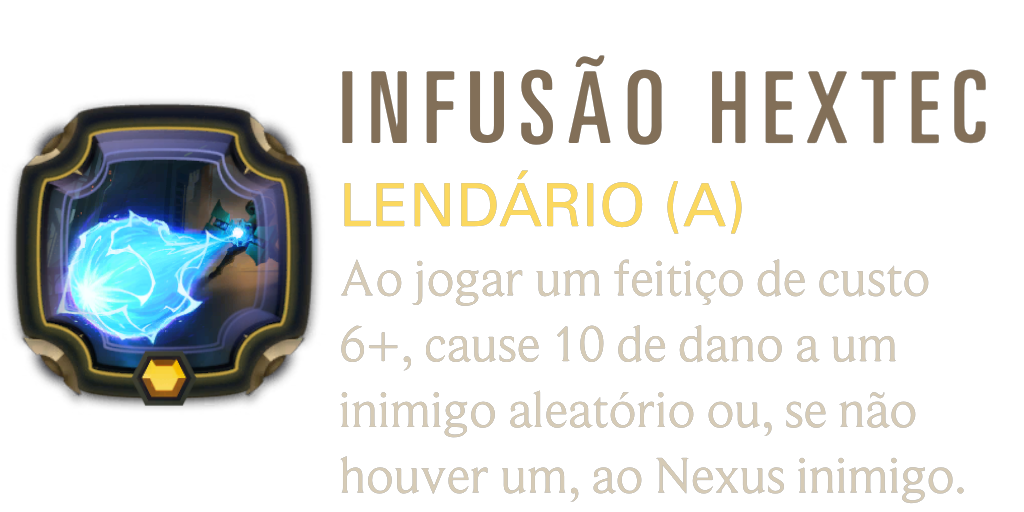 INFUSÃO HEXTEC
LENDÁRIO (A)
Ao jogar um feitiço de custo
6+, cause 10 de dano a um
inimigo aleatório ou, se não
houver um, ao Nexus inimigo.